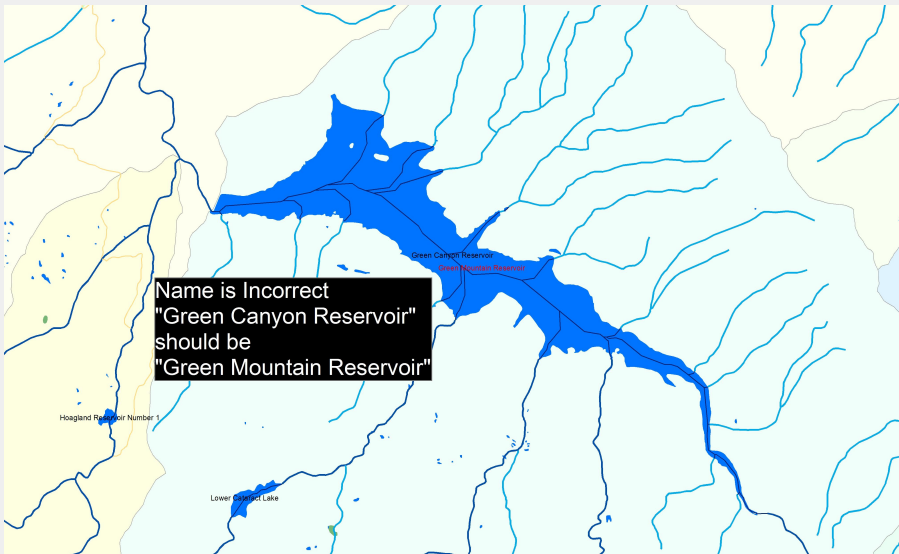 Green Canyon Reservoir
Green Mountain Reservoir
Name is Incorrect
"Green Canyon Reservoir"
should be
"Green Mountain Reservoir"
Hoagland Reservoir Number 1
Lower Cataract Lake